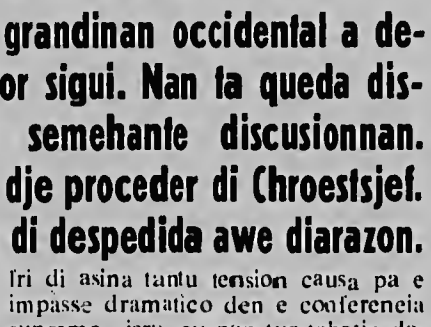 grandinan occidental a de-
or sigui. Nan ta queda dis-
semehante discusionnan.
dje proceder di Chroestsjef.
di despedida awe diarazon.
Iri di asina tantu tension causa pa e
impasse dramatico den e conferencia